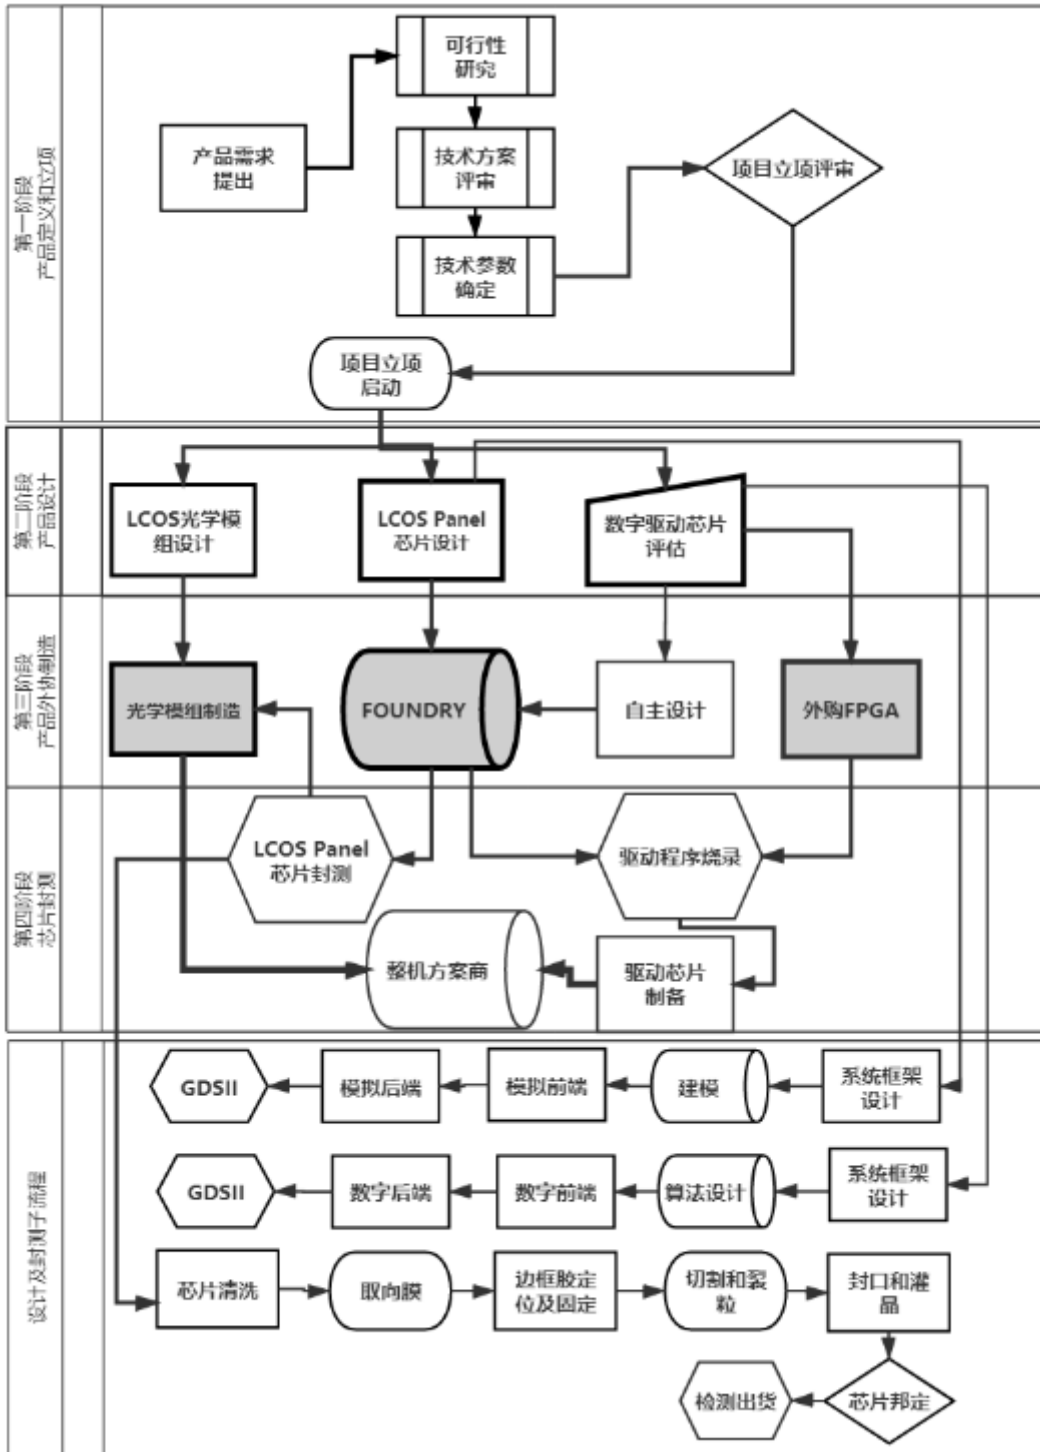 第一阶段
产品定义和立项
可行性
研究
产品需求
提出
技术方案
评审
项目立项评审
技术参数
确定
项目立项
启动
第二阶段
产品设计
LCOS光学模
组设计
LCOS Panel
芯片设计
数字驱动芯片
评估
第三阶段
产品外协制造
光学模组制造
FOUNDRY
自主设计
外购FPGA
第四阶段
芯片封测
LCOS Panel
芯片封测
驱动程序烧录
整机方案商
驱动芯片
制备
设计及封测子流程
GDSII
模拟后端
模拟前端
建模
系统框架
设计
GDSII
数字后端
数字前端
算法设计
系统框架
设计
芯片清洗
取向膜
边框胶定
位及固定
切割和裂
粒
封口和灌
晶
检测出货
芯片邦定